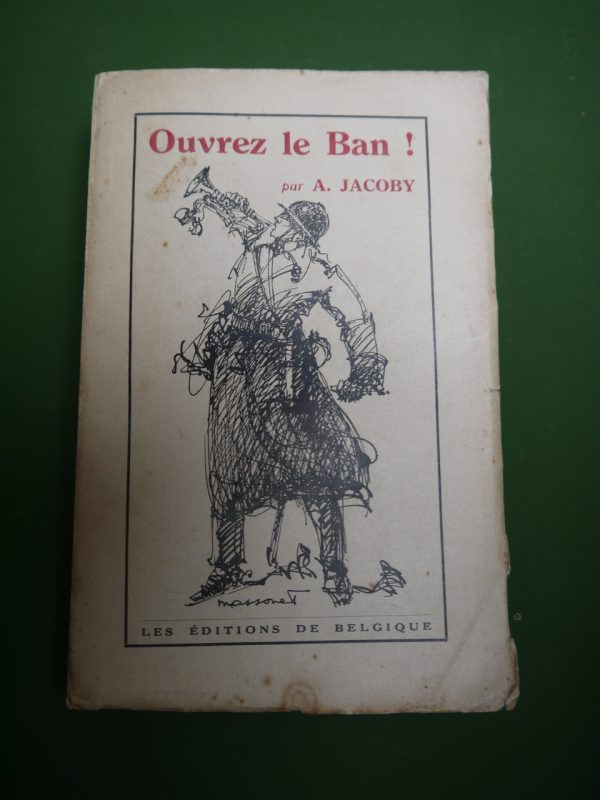 Ouvrez le Ban !
par A. JACOBY
massonet
LES ÉDITIONS DE BELGIQUE